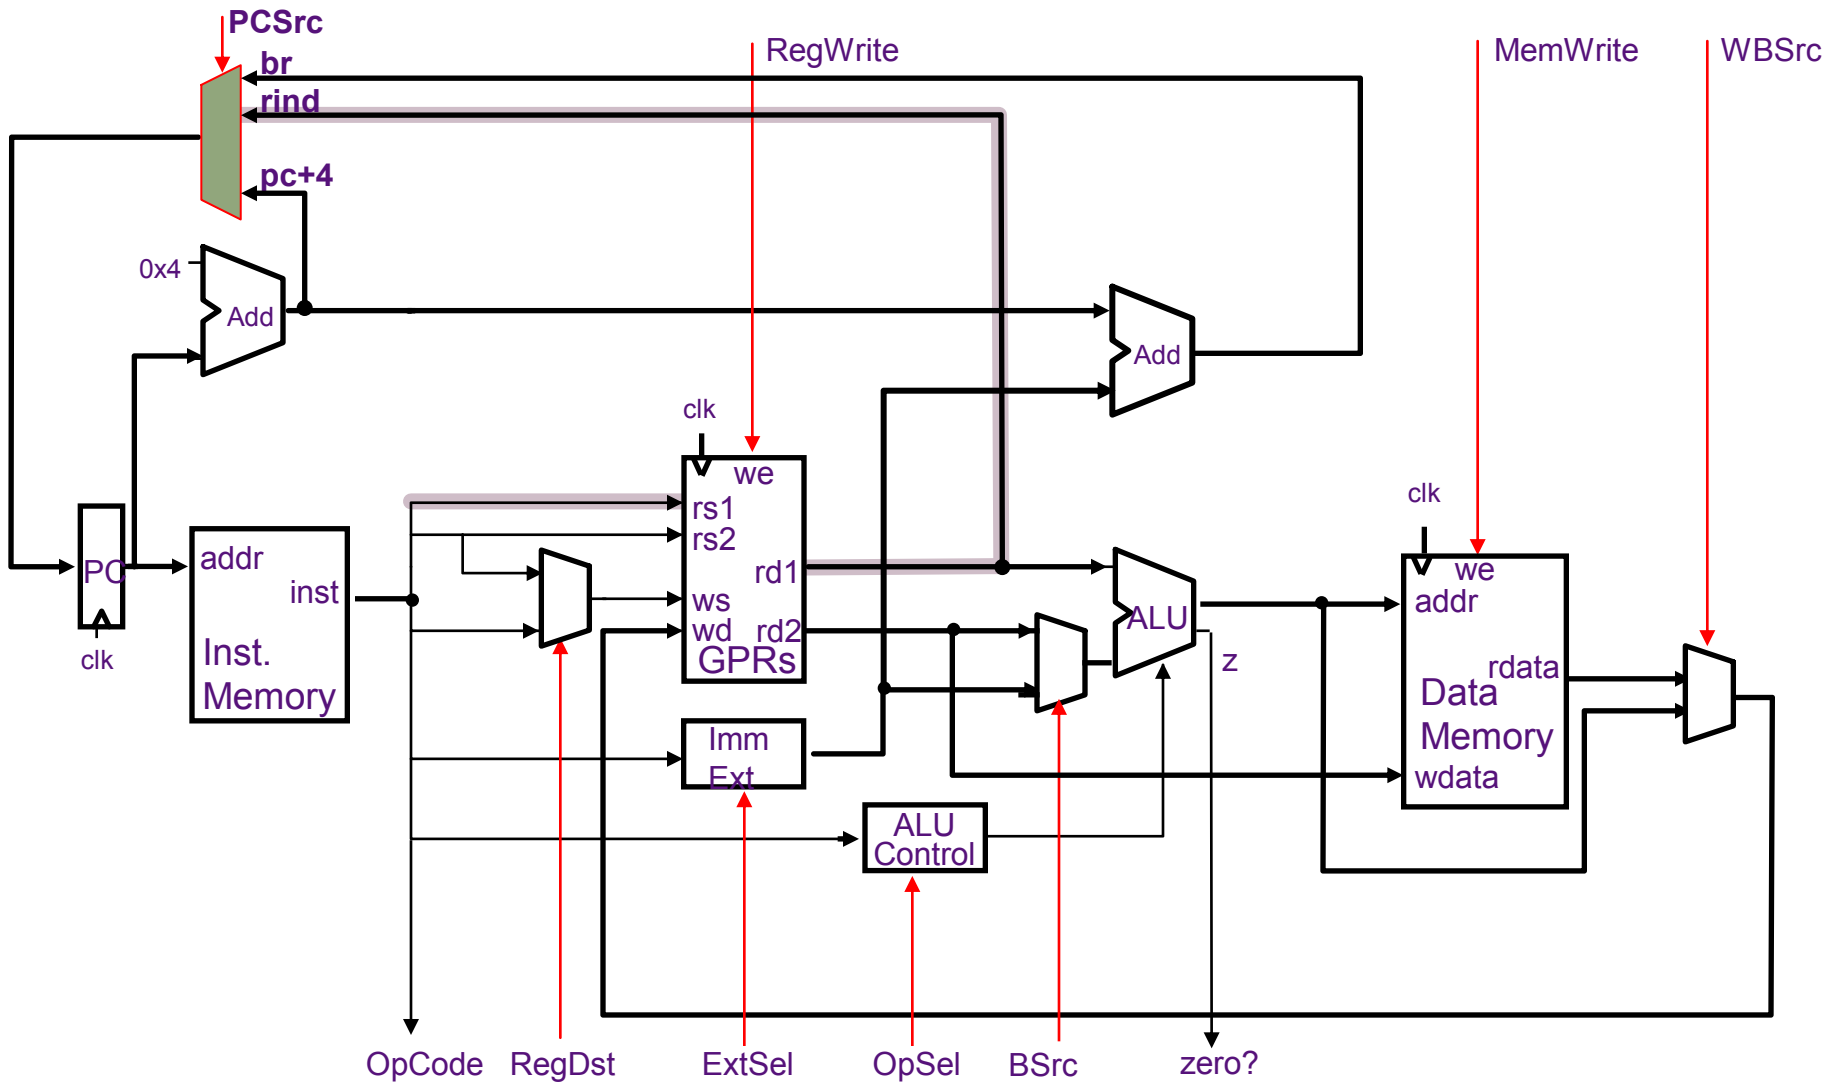 PCSrc
br
RegWrite
MemWrite
WBSrc
rind
pc+4
0x4
Add
Add
clk
we
clk
rs1
rs2
addr
PC
inst
rd1
we
addr
ws
wd
rd2
GPRs
ALU
z
clk
Inst.
Memory
rdata
Data
Memory
wdata
Imm
Ext
ALU
Control
OpCode
RegDst
ExtSel
OpSel
BSrc
zero?